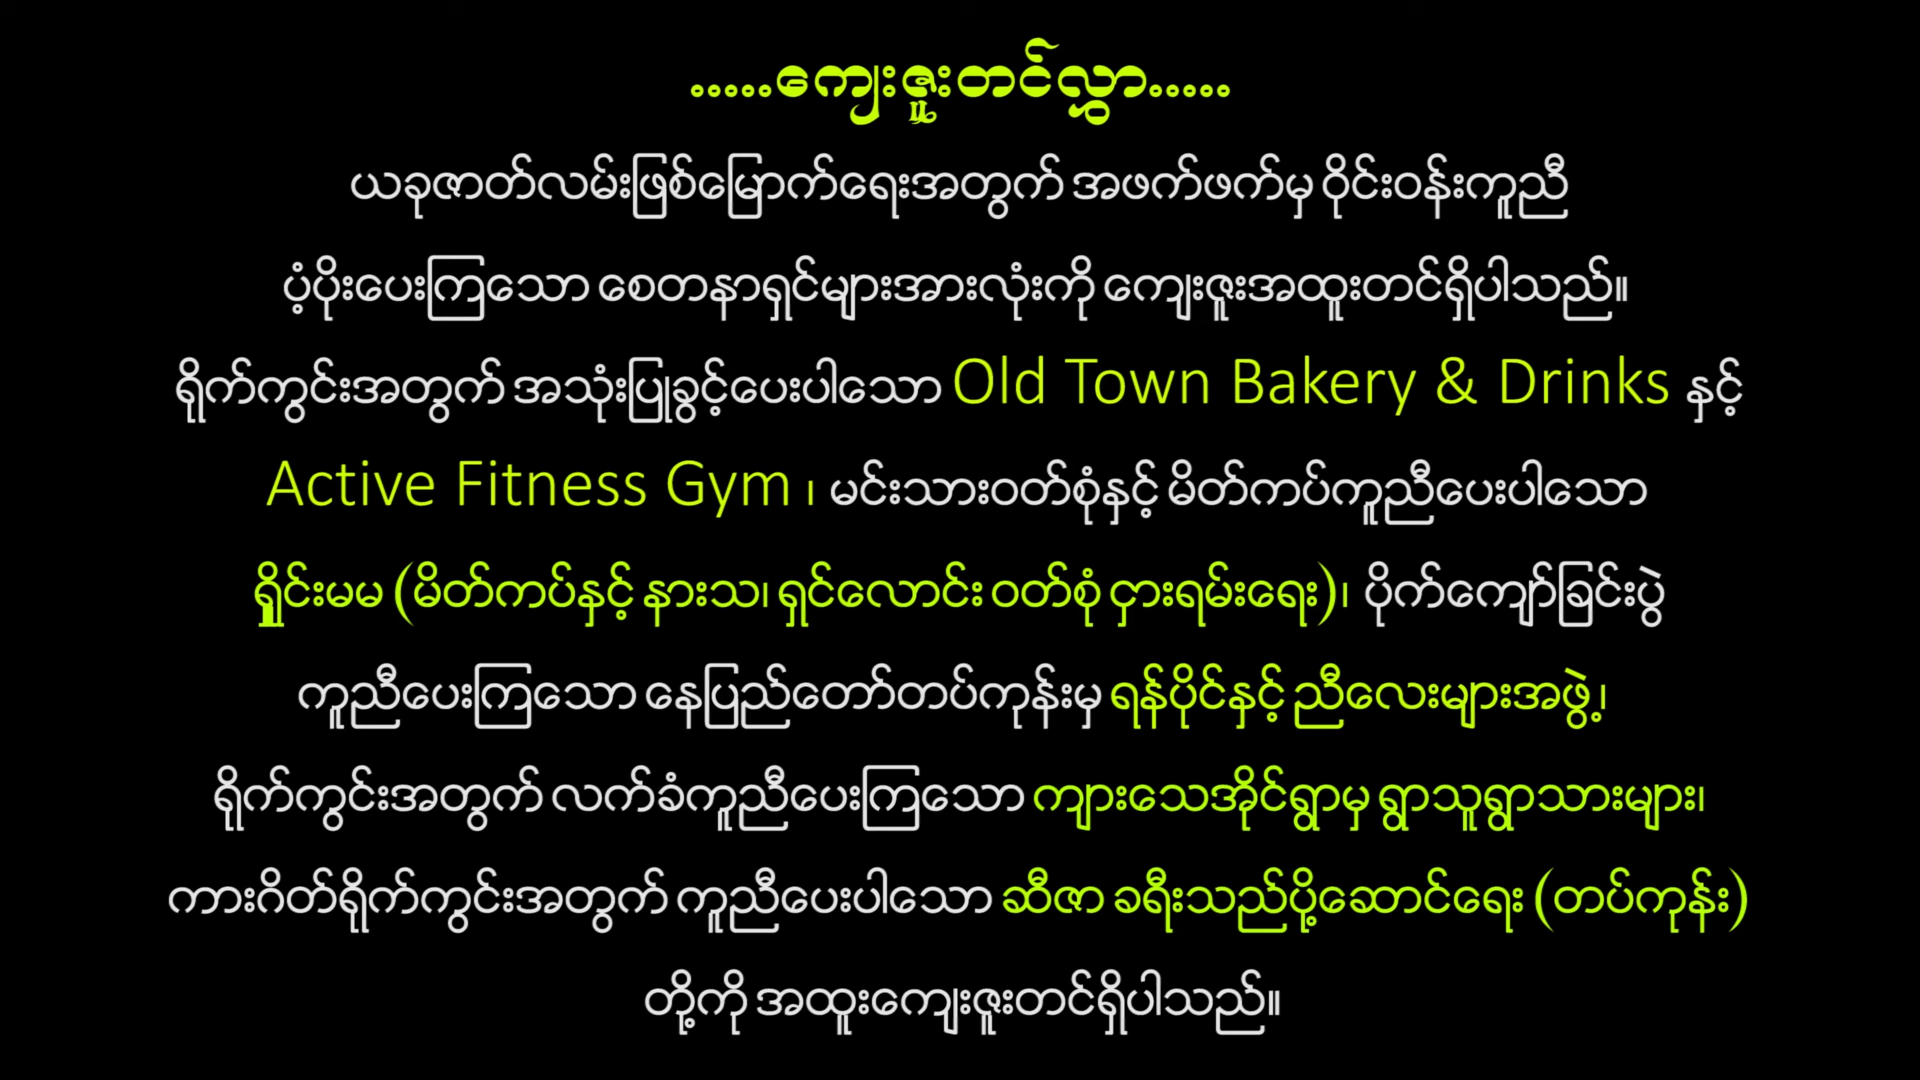 .....ကျေးဇူးတင်လွှာ.....
ယခုဇာတ်လမ်းဖြစ်မြောက်ရေးအတွက် အဖက်ဖက်မှ ဝိုင်းဝန်းကူညီ
ပံ့ပိုးပေးကြသော စေတနာရှင်များအားလုံးကို ကျေးဇူးအထူးတင်ရှိပါသည်။
ရိုက်ကွင်းအတွက် အသုံးပြုခွင့်ပေးပါသော Old Town Bakery & Drinks နှင့်
Active Fitness Gym ၊ မင်းသားဝတ်စုံနှင့် မိတ်ကပ်ကူညီပေးပါသော
ရှိုင်းမမ (မိတ်ကပ်နှင့် နားသ၊ ရှင်လောင်း ဝတ်စုံ ငှားရမ်းရေး)၊ ပိုက်ကျော်ခြင်းပွဲ
ကူညီပေးကြသော နေပြည်တော်တပ်ကုန်းမှ ရန်ပိုင်နှင့် ညီလေးများအဖွဲ့၊
ရိုက်ကွင်းအတွက် လက်ခံကူညီပေးကြသော ကျားသေအိုင်ရွာမှ ရွာသူရွာသားများ၊
ကားဂိတ်ရိုက်ကွင်းအတွက် ကူညီပေးပါသော ဆီဇာ ခရီးသည်ပို့ဆောင်ရေး (တပ်ကုန်း)
တို့ကို အထူးကျေးဇူးတင်ရှိပါသည်။